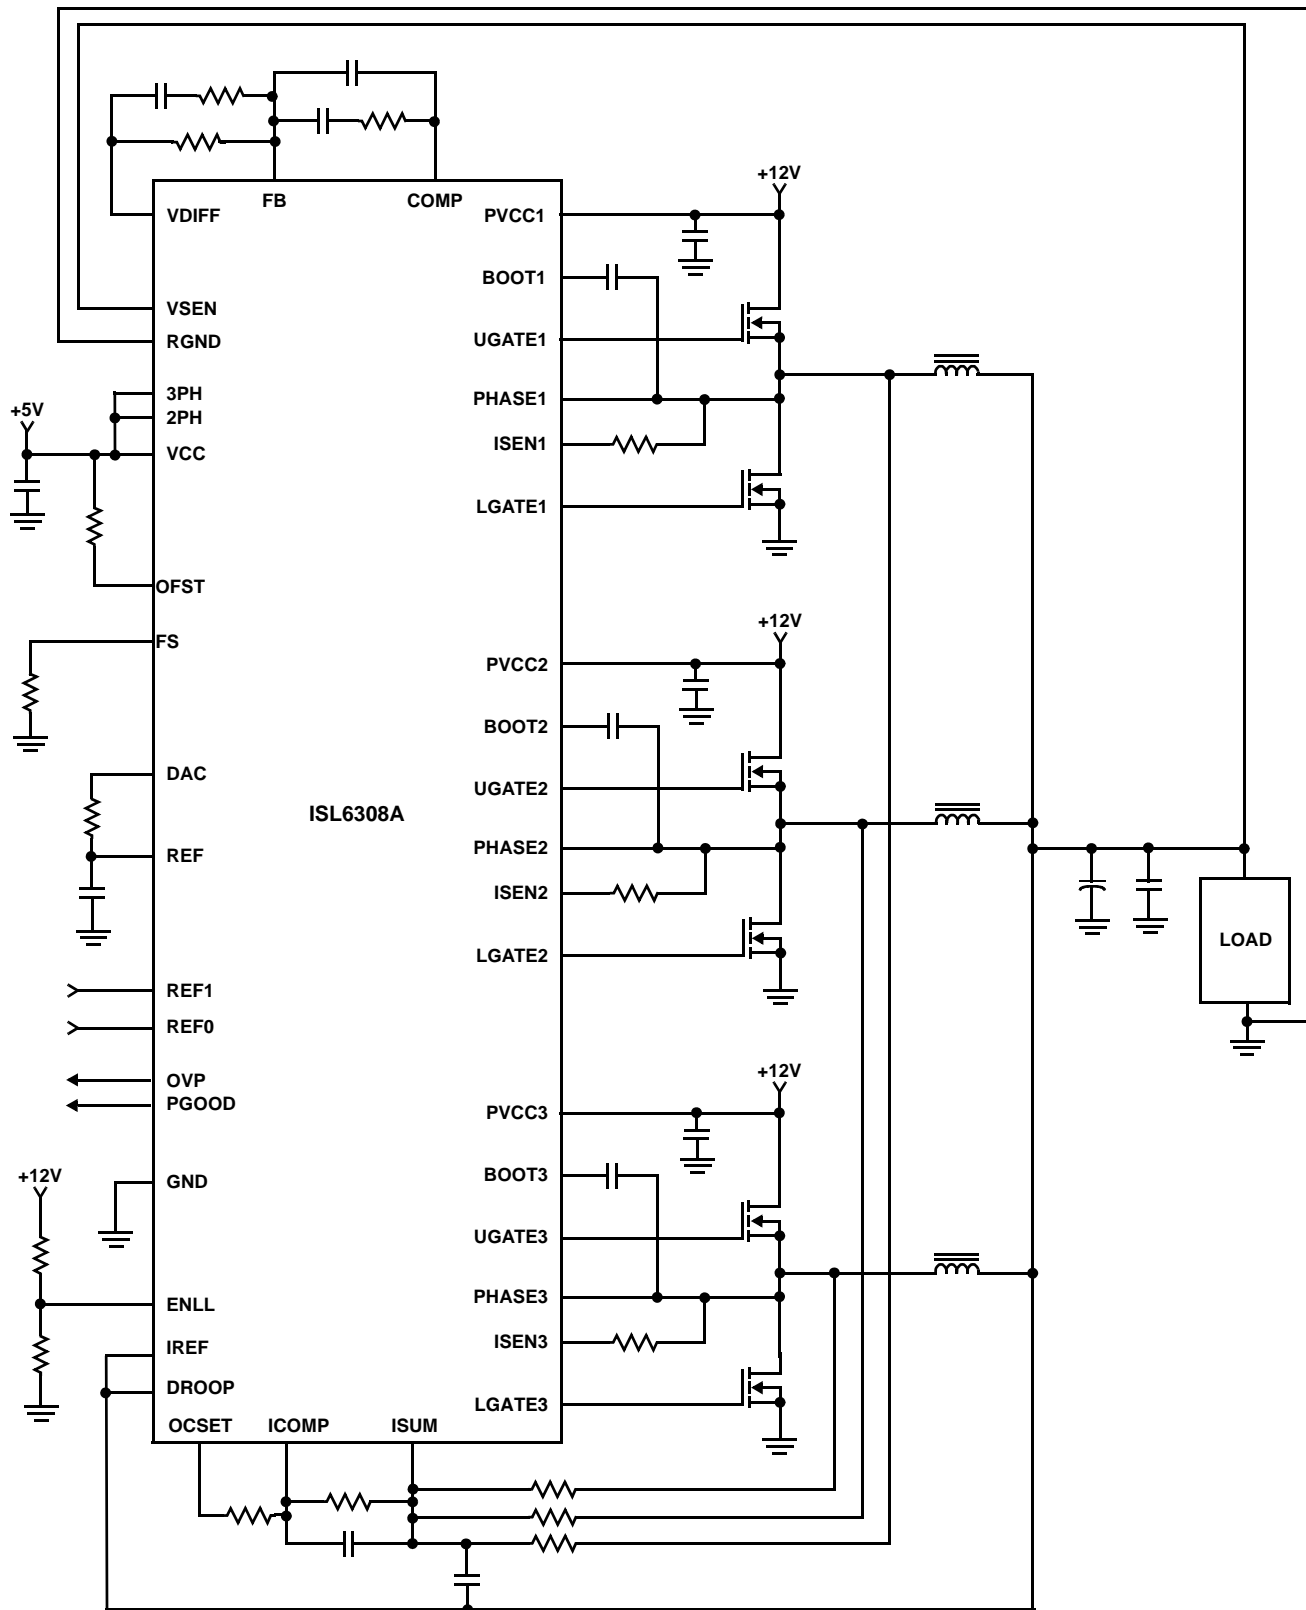 FB
COMP
VDIFF
VSEN
RGND
3PH
2PH
+5V
VCC
OFST
FS
DAC
REF
REF1
REF0
OVP
PGOOD
GND
+12V
ENLL
IREF
DROOP
OCSET
ICOMP
ISUM
ISL6308A
+12V
PVCC1
BOOT1
UGATE1
PHASE1
ISEN1
LGATE1
+12V
PVCC2
BOOT2
UGATE2
PHASE2
ISEN2
LGATE2
+12V
PVCC3
BOOT3
UGATE3
PHASE3
ISEN3
LGATE3
LOAD